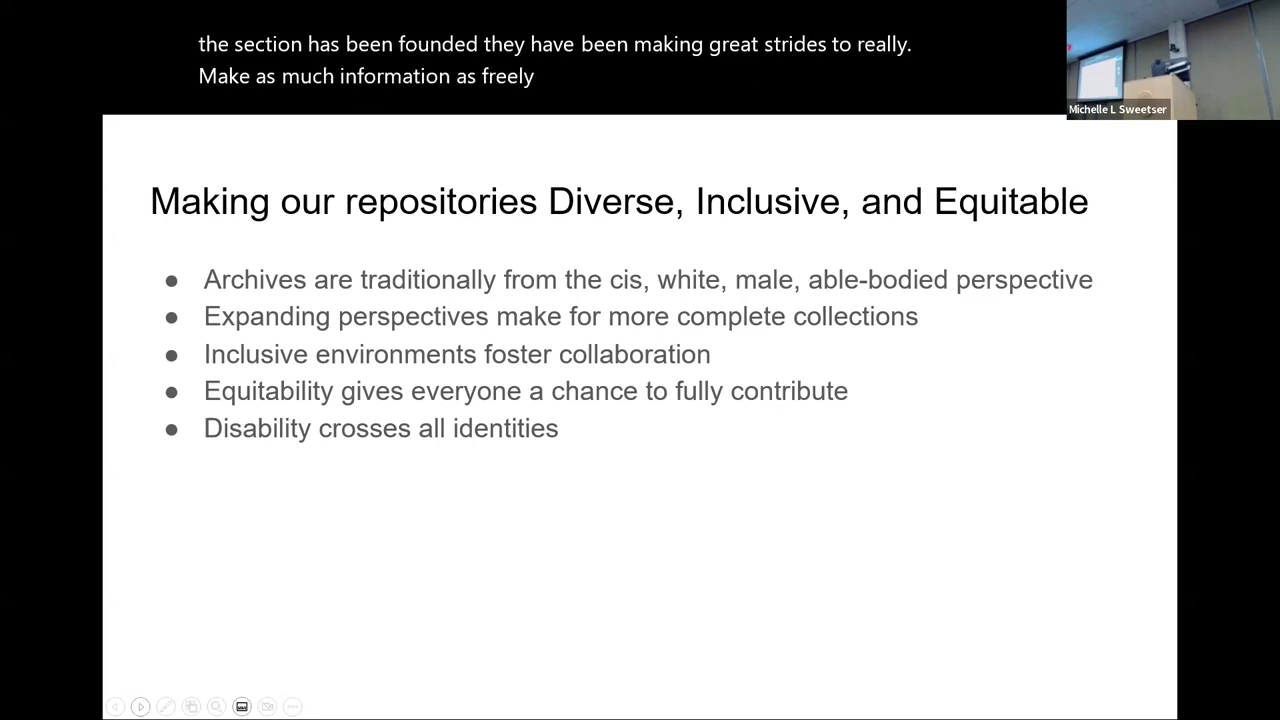 the section has been founded they have been making great strides to really.
Make as much information as freely
Michelle L Sweetser
Making our repositories Diverse, Inclusive, and Equitable
● Archives are traditionally from the cis, white, male, able-bodied perspective
● Expanding perspectives make for more complete collections
● Inclusive environments foster collaboration
● Equitability gives everyone a chance to fully contribute
● Disability crosses all identities